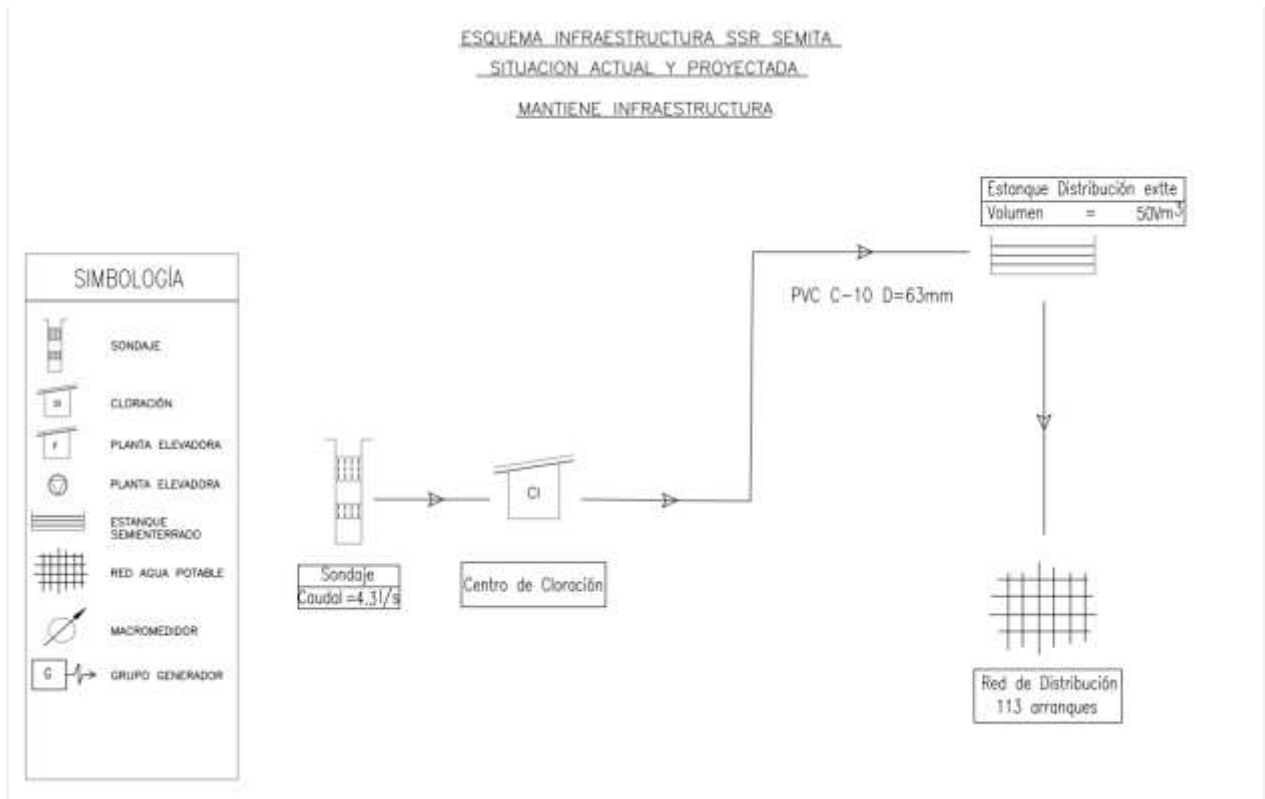 ESQUEMA INFRAESTRUCTURA SSR SEMITA
SITUACION ACTUAL Y PROYECTADA
MANTIENE INFRAESTRUCTURA
Estanque Distribución extte
Volumen = 50Vm3
PVC C-10 D=63mm
SIMBOLOGÍA
SONDAJE
CLORACIÓN
F
PLANTA ELEVADORA
PLANTA ELEVADORA
ESTANQUE
SEMIENTERRADO
RED AGUA POTABLE
MACROMEDIDOR
G
GRUPO GENERADOR
Cl
Sondaje
Caudal =4.3l/s
Centro de Cloración
Red de Distribución
113 arranques